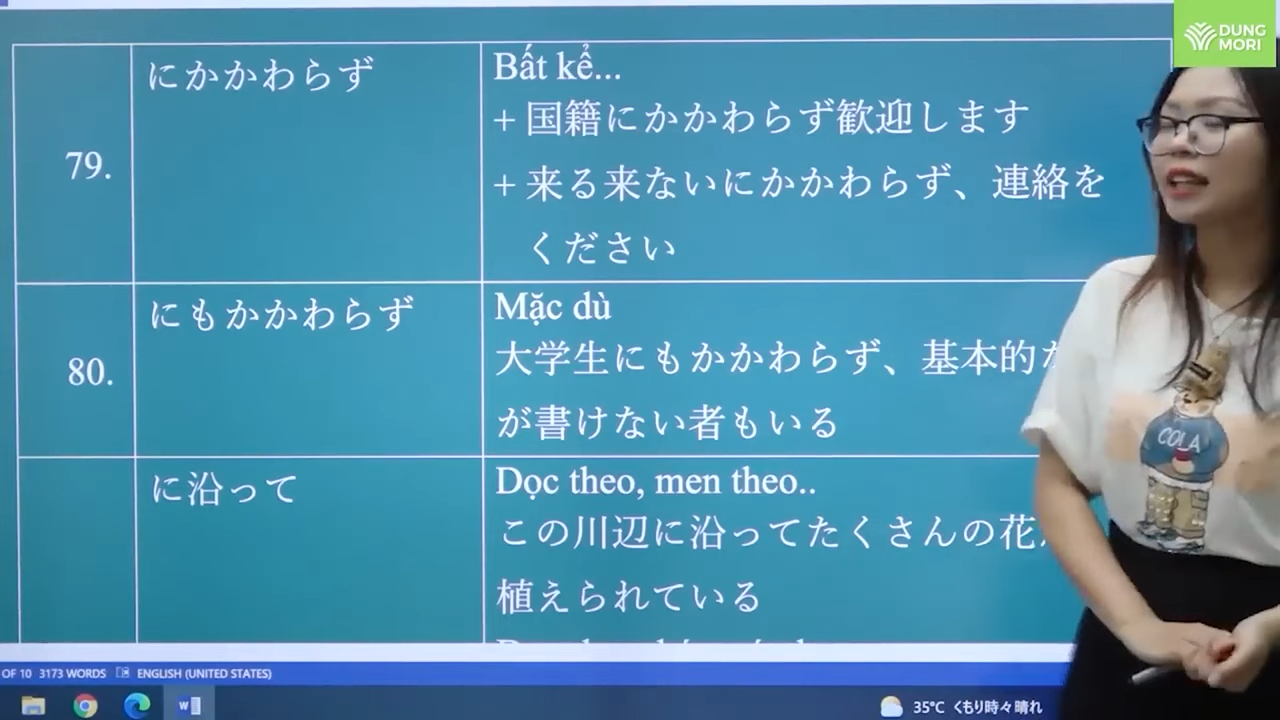 DUNG
MORI
79.
にかかわらず
Bất kể...
+ 国籍にかかわらず歓迎します
+ 来る来ないにかかわらず、連絡を
ください
80.
にもかかわらず
Mặc dù
大学生にもかかわらず、基本的な
が書けない者もいる
に沿って
Dọc theo, men theo..
この川辺に沿ってたくさんの花
植えられている
COLA
OF 10 3173 WORDS ENGLISH (UNITED STATES)
35°C くもり時々晴れ